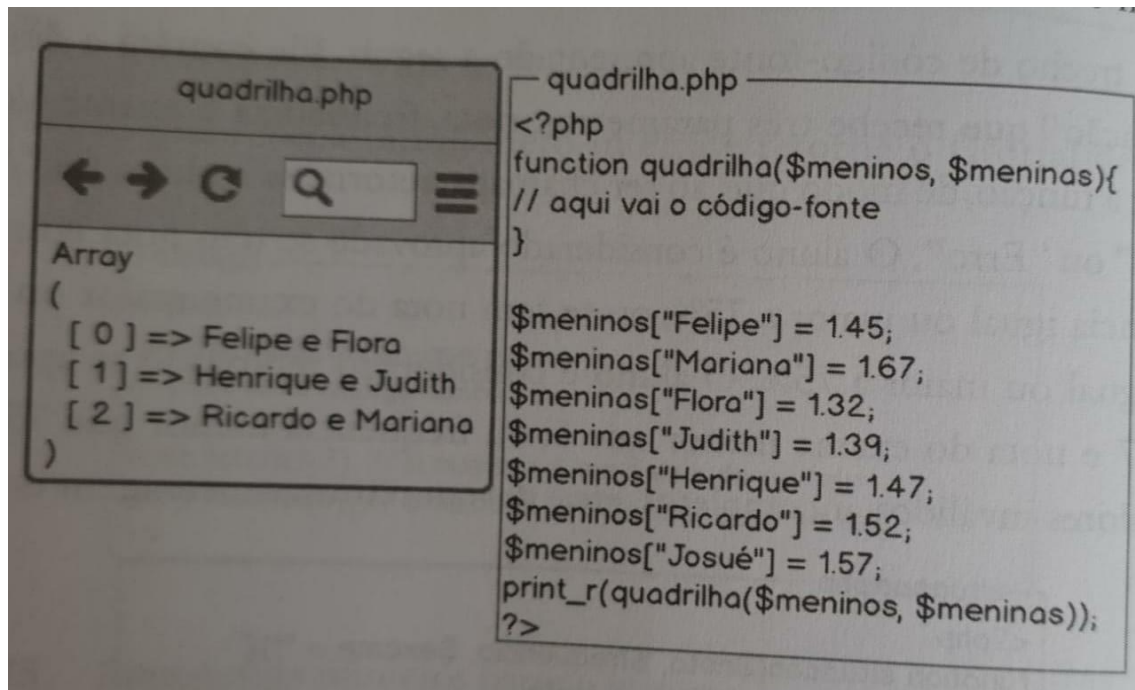 quadrilha.php
Array
(
[ 0 ] => Felipe e Flora
[ 1 ] => Henrique e Judith
[ 2 ] => Ricardo e Mariana
)
quadrilha.php
<?php
function quadrilha($meninos, $meninas){
// aqui vai o código-fonte
}
$meninos["Felipe"] = 1.45;
$meninas["Mariana"] = 1.67;
$meninas["Flora"] = 1.32;
$meninas["Judith"] = 1.39;
$meninos["Henrique"] = 1.47;
$meninos["Ricardo"] = 1.52;
$meninos["Josué"] = 1.57;
print_r(quadrilha($meninos, $meninas));
?>